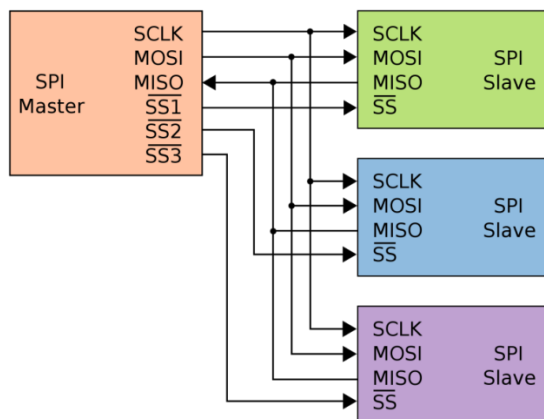 SPI
Master
SCLK
MOSI
MISO
SS1
SS2
SS3
SCLK
MOSI
MISO
SS
SPI
Slave
SCLK
MOSI
MISO
SS
SPI
Slave
SCLK
MOSI
MISO
SS
SPI
Slave